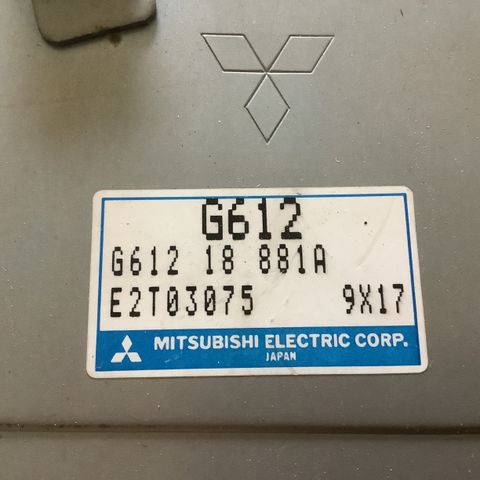 G612
G612 18 881A
E2T03075 9X17
MITSUBISHI ELECTRIC CORP.
JAPAN